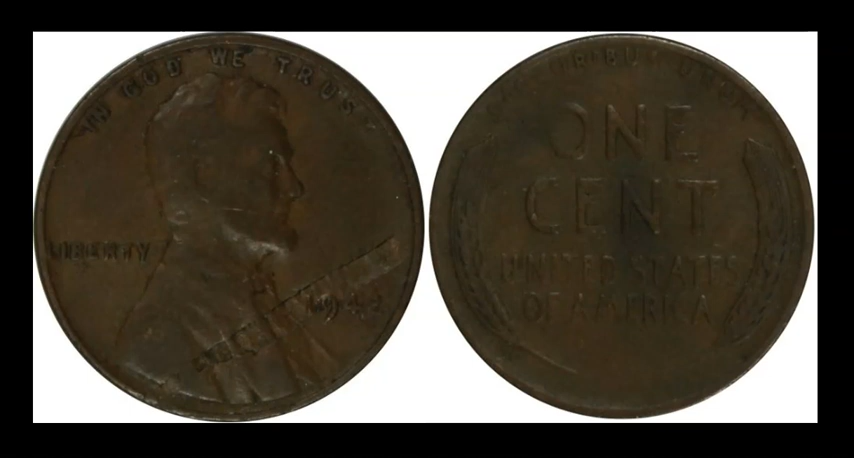 IN GOD WE TRUST
LIBERTY
ONE
CENT
UNITED STATES
OF AMERICA